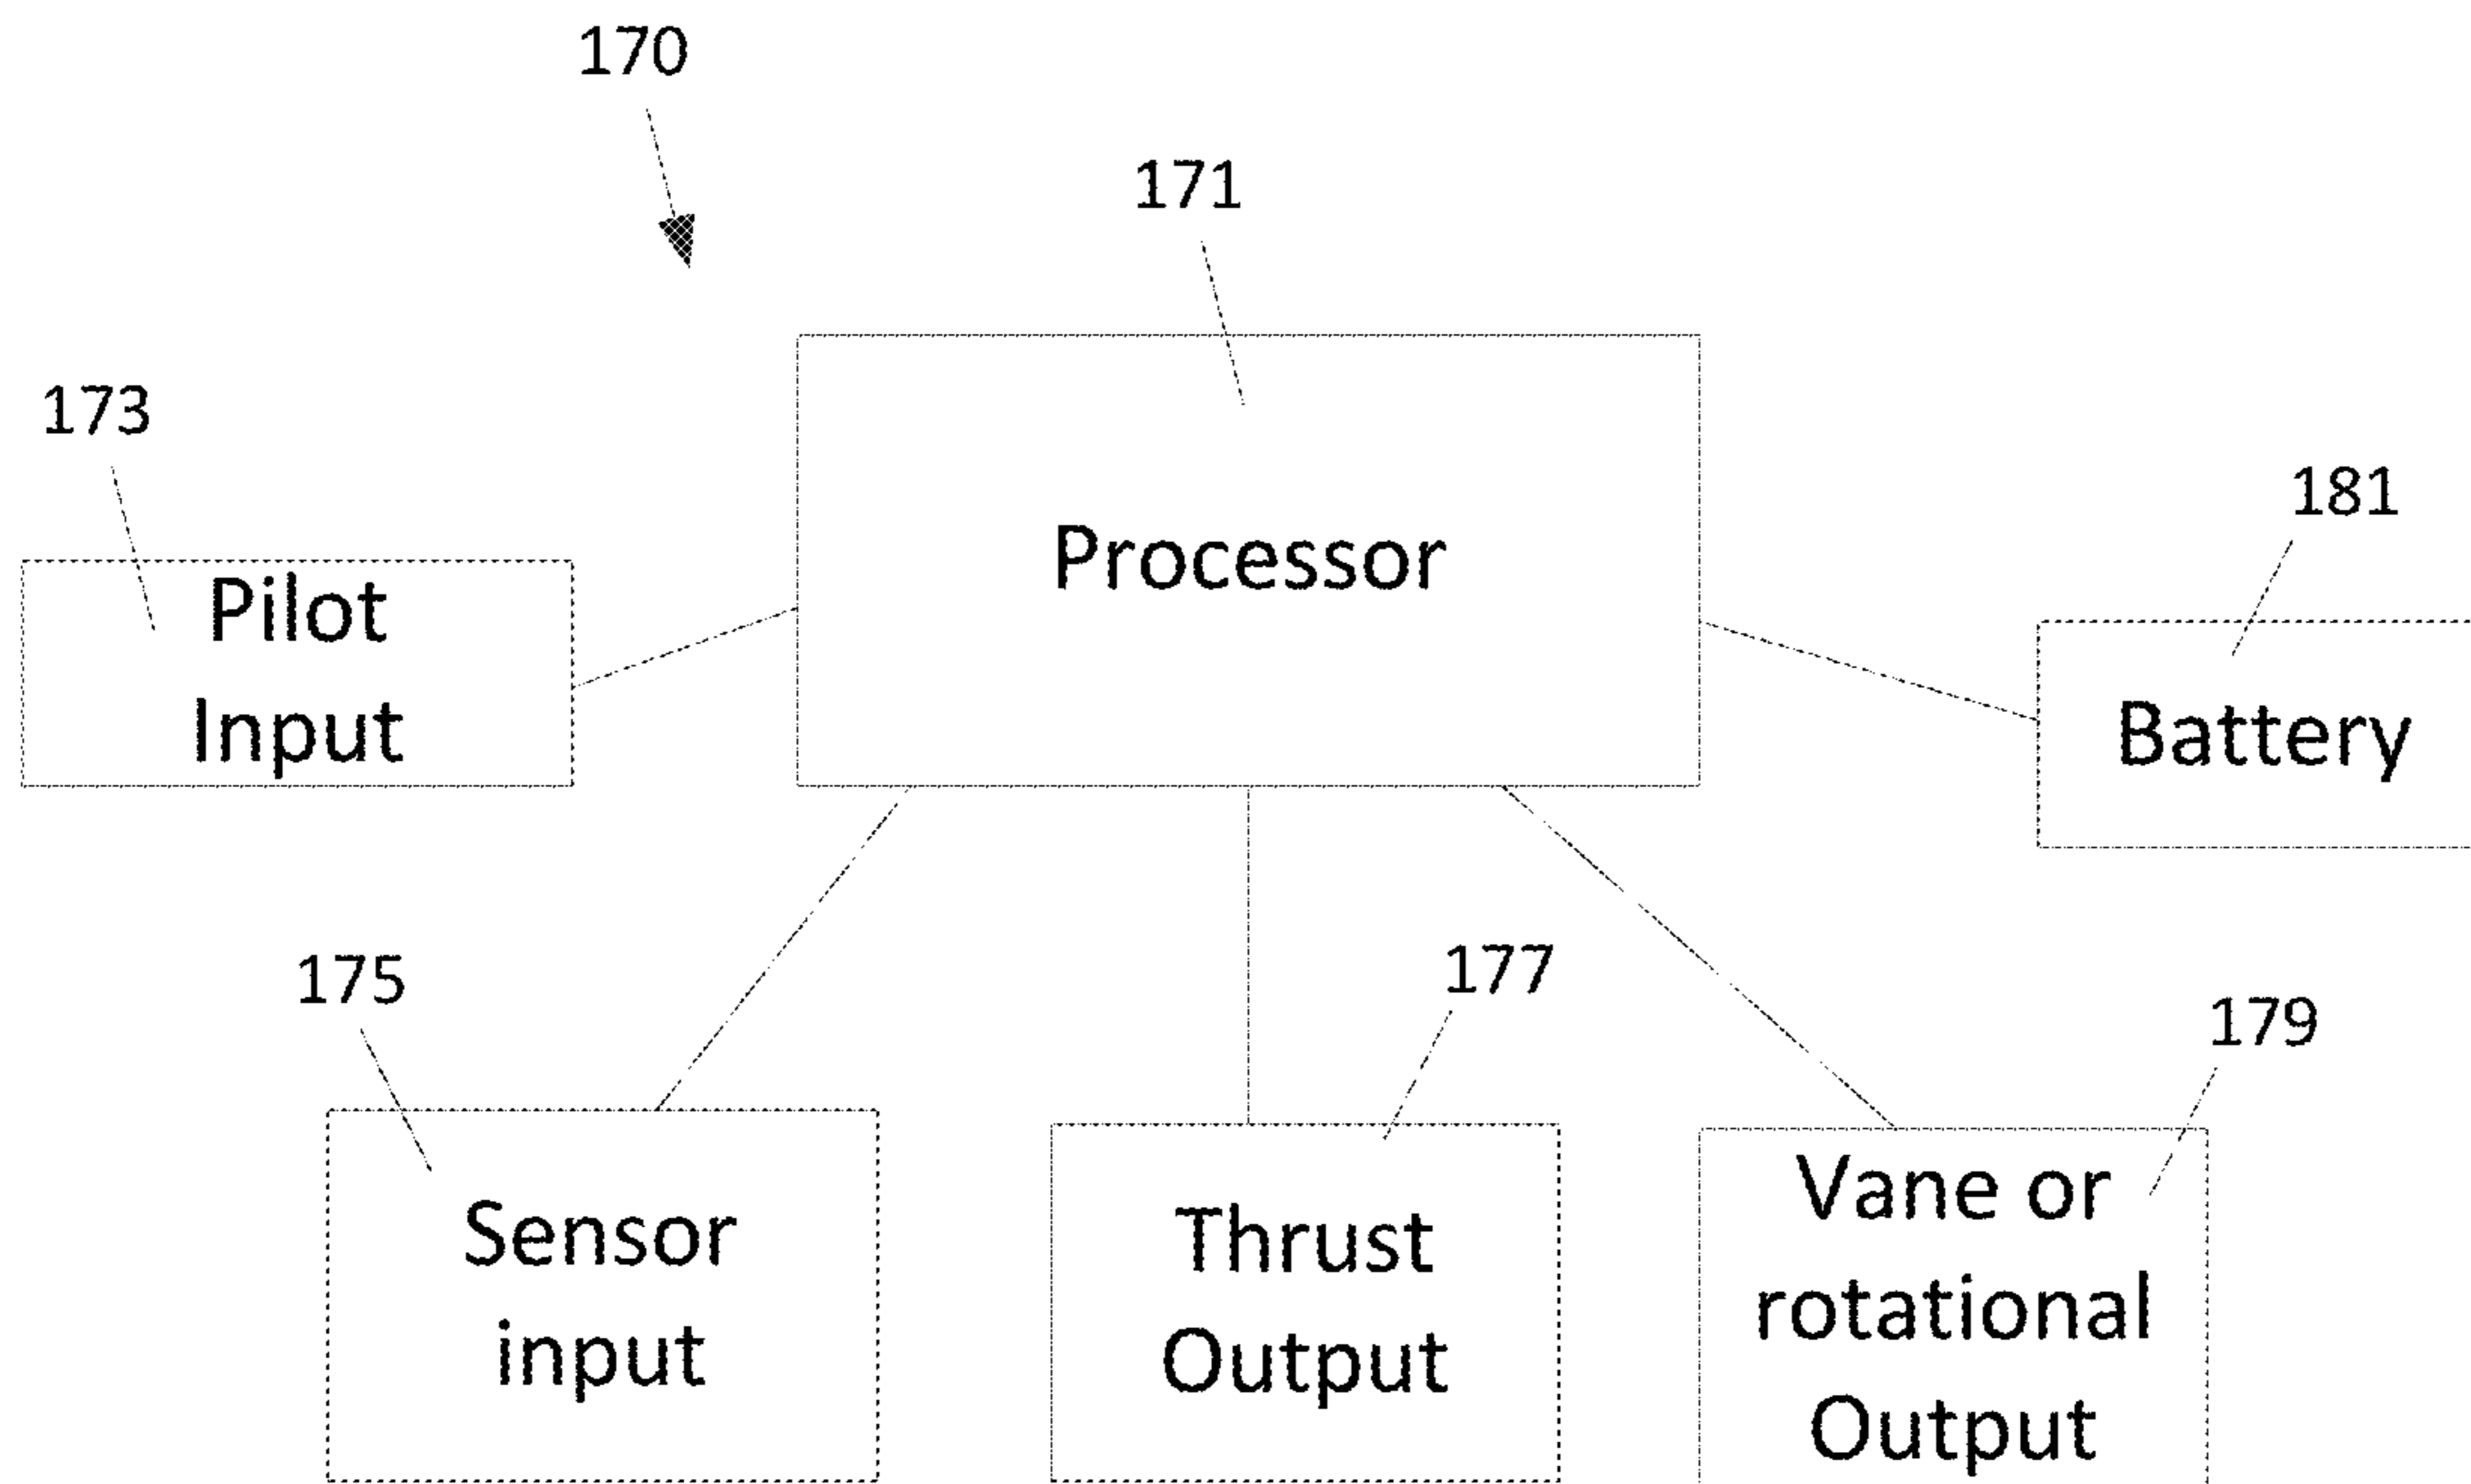 170
171
173
181
Processor
Pilot
Input
Battery
175
177
179
Sensor
input
Thrust
Output
Vane or
rotational
Output